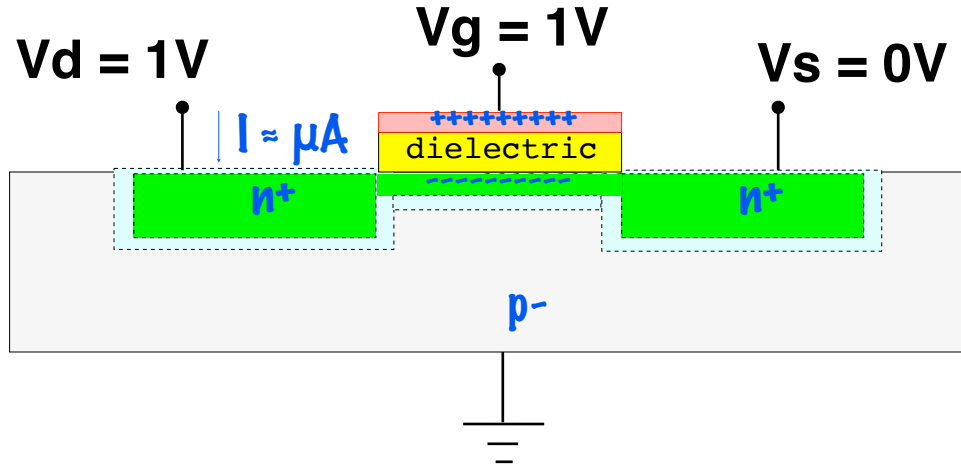 Vd = 1V
Vg = 1V
Vs = 0V
I ≈ μA
+++++++++
dielectric
----------
n+
n+
p-